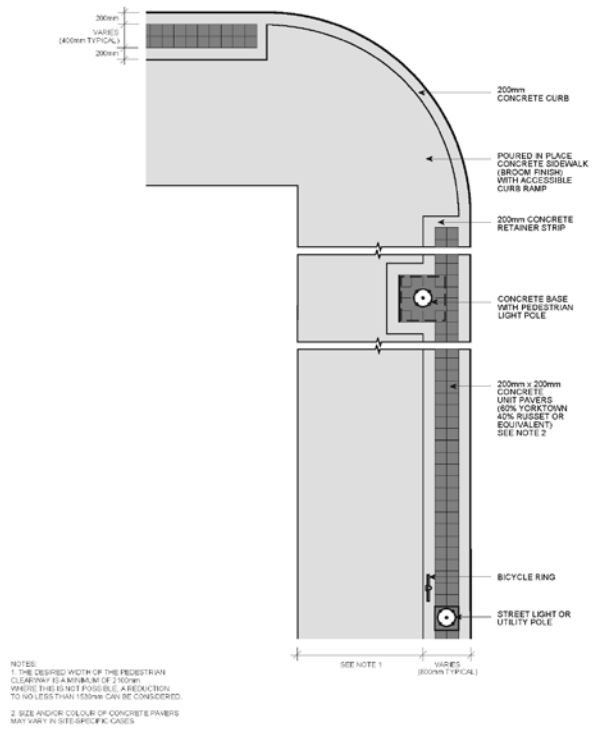 200mm
VARIES
(400mm TYPICAL)
200mm
200mm
CONCRETE CURB
POURED IN PLACE
CONCRETE SIDEWALK
(BROOM FINISH)
WITH ACCESSIBLE
CURB RAMP
200mm CONCRETE
RETAINER STRIP
CONCRETE BASE
WITH PEDESTRIAN
LIGHT POLE
200mm x 200mm
CONCRETE
UNIT PAVERS
(60% YORKTOWN
40% RUSSET OR
EQUIVALENT)
SEE NOTE 2
BICYCLE RING
STREET LIGHT OR
UTILITY POLE
SEE NOTE 1
VARIES
(800mm TYPICAL)
NOTES:
1. THE DESIRED WIDTH OF THE PEDESTRIAN
CLEARWAY IS A MINIMUM OF 2100mm.
WHERE THIS IS NOT POSSIBLE, A REDUCTION
TO NO LESS THAN 1530mm CAN BE CONSIDERED.
2. SIZE AND/OR COLOUR OF CONCRETE PAVERS
MAY VARY IN SITE-SPECIFIC CASES